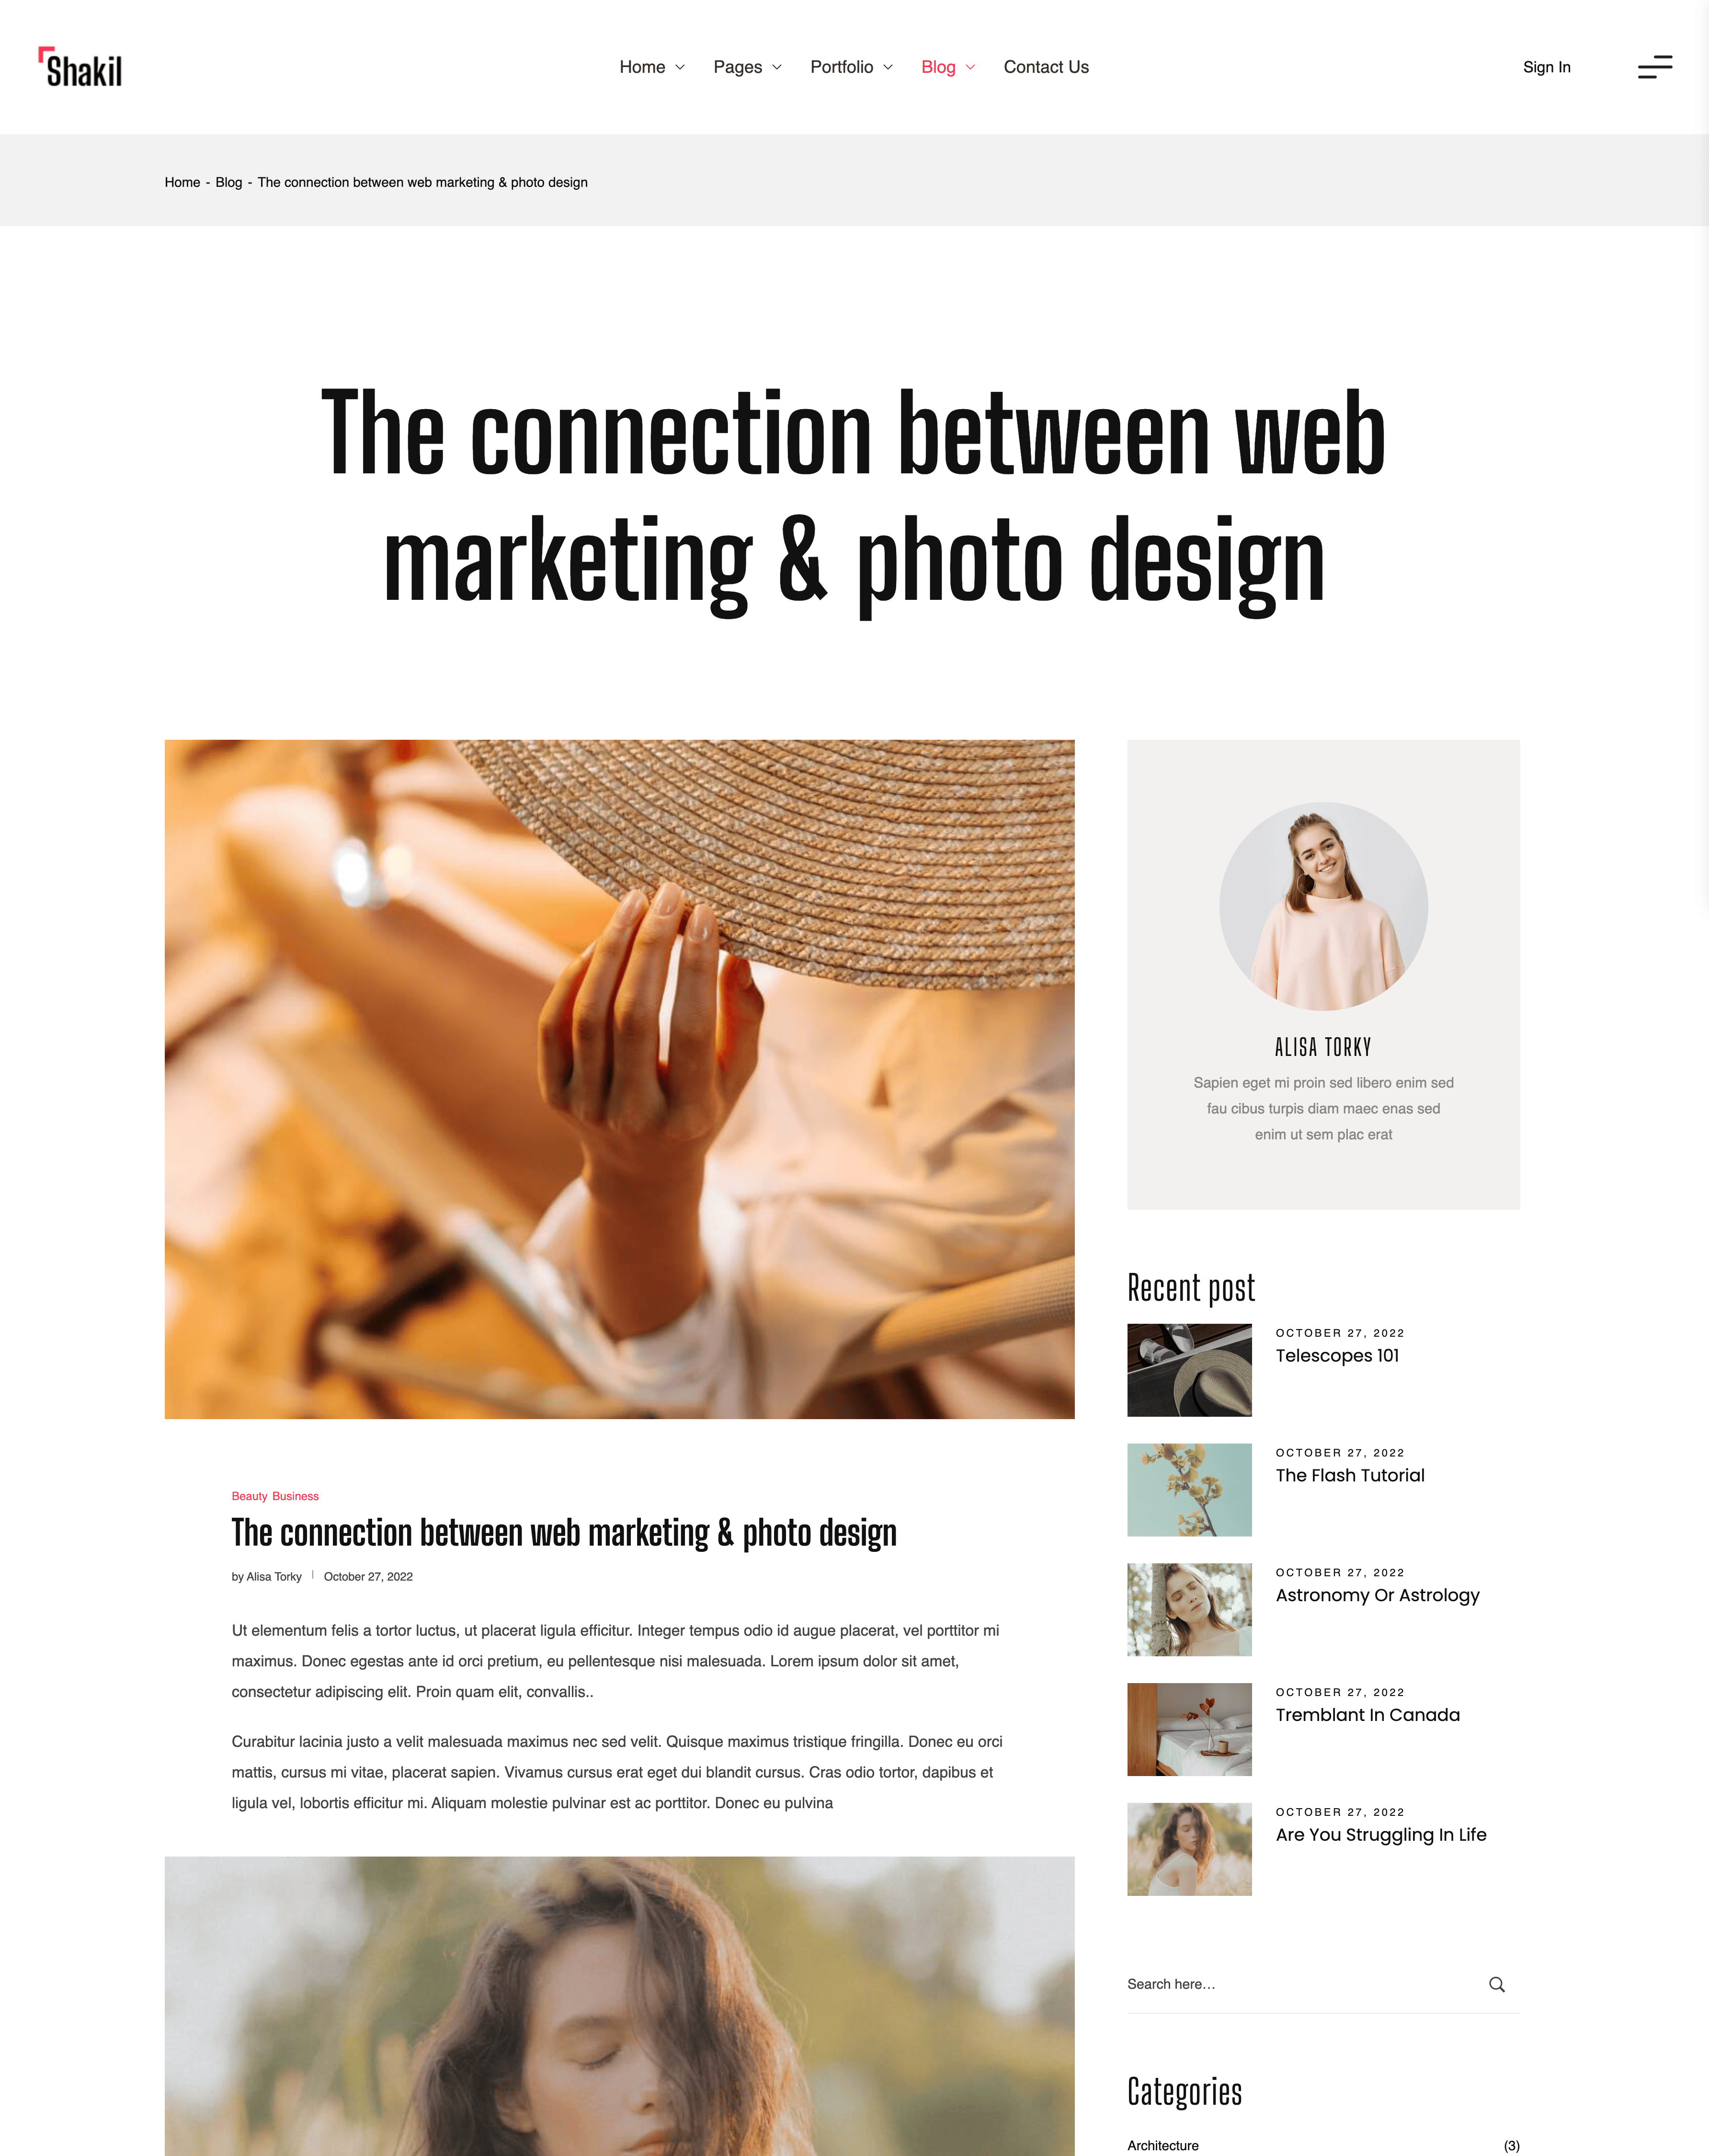 Shakil
Home
Pages
Portfolio
Blog
Contact Us
Sign In
Home - Blog - The connection between web marketing & photo design
The connection between web
marketing & photo design
ALISA TORKY
Sapien eget mi proin sed libero enim sed
fau cibus turpis diam maec enas sed
enim ut sem plac erat
Recent post
OCTOBER 27, 2022
Telescopes 101
OCTOBER 27, 2022
The Flash Tutorial
OCTOBER 27, 2022
Astronomy Or Astrology
OCTOBER 27, 2022
Tremblant In Canada
OCTOBER 27, 2022
Are You Struggling In Life
Search here...
Categories
Architecture (3)
Beauty Business
The connection between web marketing & photo design
by Alisa Torky | October 27, 2022
Ut elementum felis a tortor luctus, ut placerat ligula efficitur. Integer tempus odio id augue placerat, vel porttitor mi
maximus. Donec egestas ante id orci pretium, eu pellentesque nisi malesuada. Lorem ipsum dolor sit amet,
consectetur adipiscing elit. Proin quam elit, convallis..
Curabitur lacinia justo a velit malesuada maximus nec sed velit. Quisque maximus tristique fringilla. Donec eu orci
mattis, cursus mi vitae, placerat sapien. Vivamus cursus erat eget dui blandit cursus. Cras odio tortor, dapibus et
ligula vel, lobortis efficitur mi. Aliquam molestie pulvinar est ac porttitor. Donec eu pulvina